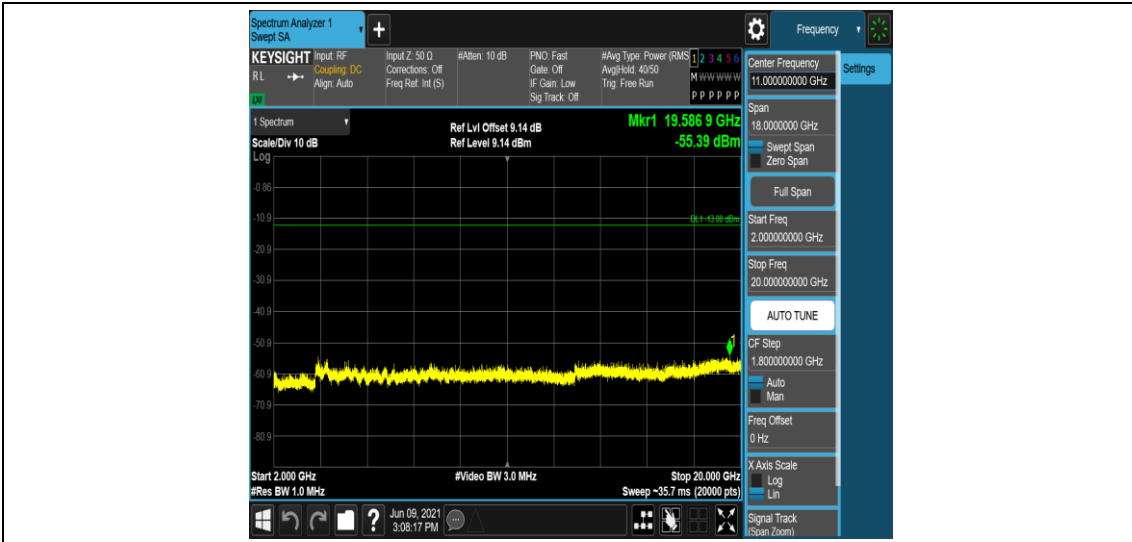 Spectrum Analyzer 1
Swept SA
Frequency
KEYSIGHT
RL
LXI
Input: RF
Coupling: DC
Align: Auto
Input Z: 50 Ω
Corrections: Off
Freq Ref: Int (S)
#Atten: 10 dB
PNO: Fast
Gate: Off
IF Gain: Low
Sig Track: Off
#Avg Type: Power (RMS
Avg|Hold: 40/50
Trig: Free Run
1 2 3 4 5 6
M W W W W W
P P P P P P
Center Frequency
11.000000000 GHz
Settings
Span
18.0000000 GHz
Swept Span
Zero Span
Full Span
Start Freq
2.000000000 GHz
Stop Freq
20.000000000 GHz
AUTO TUNE
CF Step
1.800000000 GHz
Auto
Man
Freq Offset
0 Hz
X Axis Scale
Log
Lin
Signal Track
(Span Zoom)
1 Spectrum
Scale/Div 10 dB
Ref Lvl Offset 9.14 dB
Ref Level 9.14 dBm
Mkr1 19.586 9 GHz
-55.39 dBm
Log
-0.86
-10.9
DL1 -13.00 dBm
-20.9
-30.9
-40.9
-50.9
1
-60.9
-70.9
-80.9
Start 2.000 GHz
#Video BW 3.0 MHz
Stop 20.000 GHz
#Res BW 1.0 MHz
Sweep ~35.7 ms (20000 pts)
Jun 09, 2021
3:08:17 PM